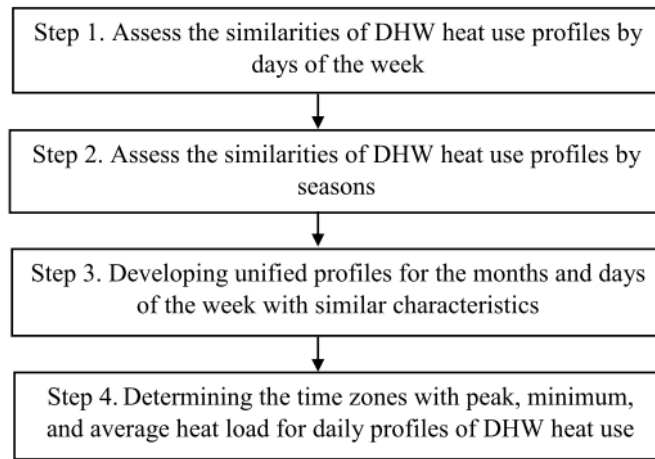 Step 1. Assess the similarities of DHW heat use profiles by
days of the week
Step 2. Assess the similarities of DHW heat use profiles by
seasons
Step 3. Developing unified profiles for the months and days
of the week with similar characteristics
Step 4. Determining the time zones with peak, minimum,
and average heat load for daily profiles of DHW heat use